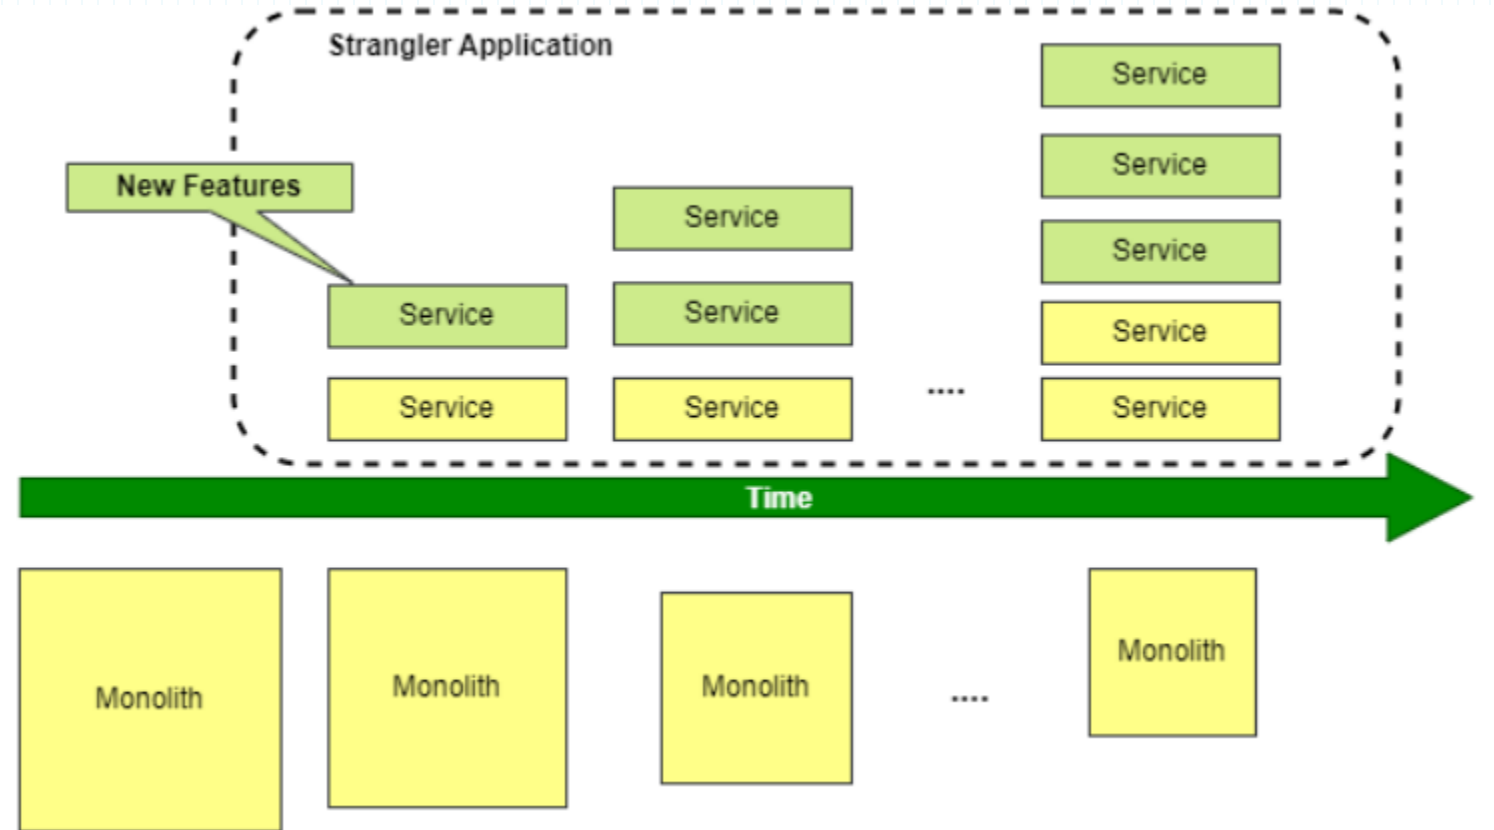 Strangler Application
Service
Service
New Features
Service
Service
Service
Service
Service
Service
Service
Service
....
Service
Time
Monolith
Monolith
Monolith
....
Monolith